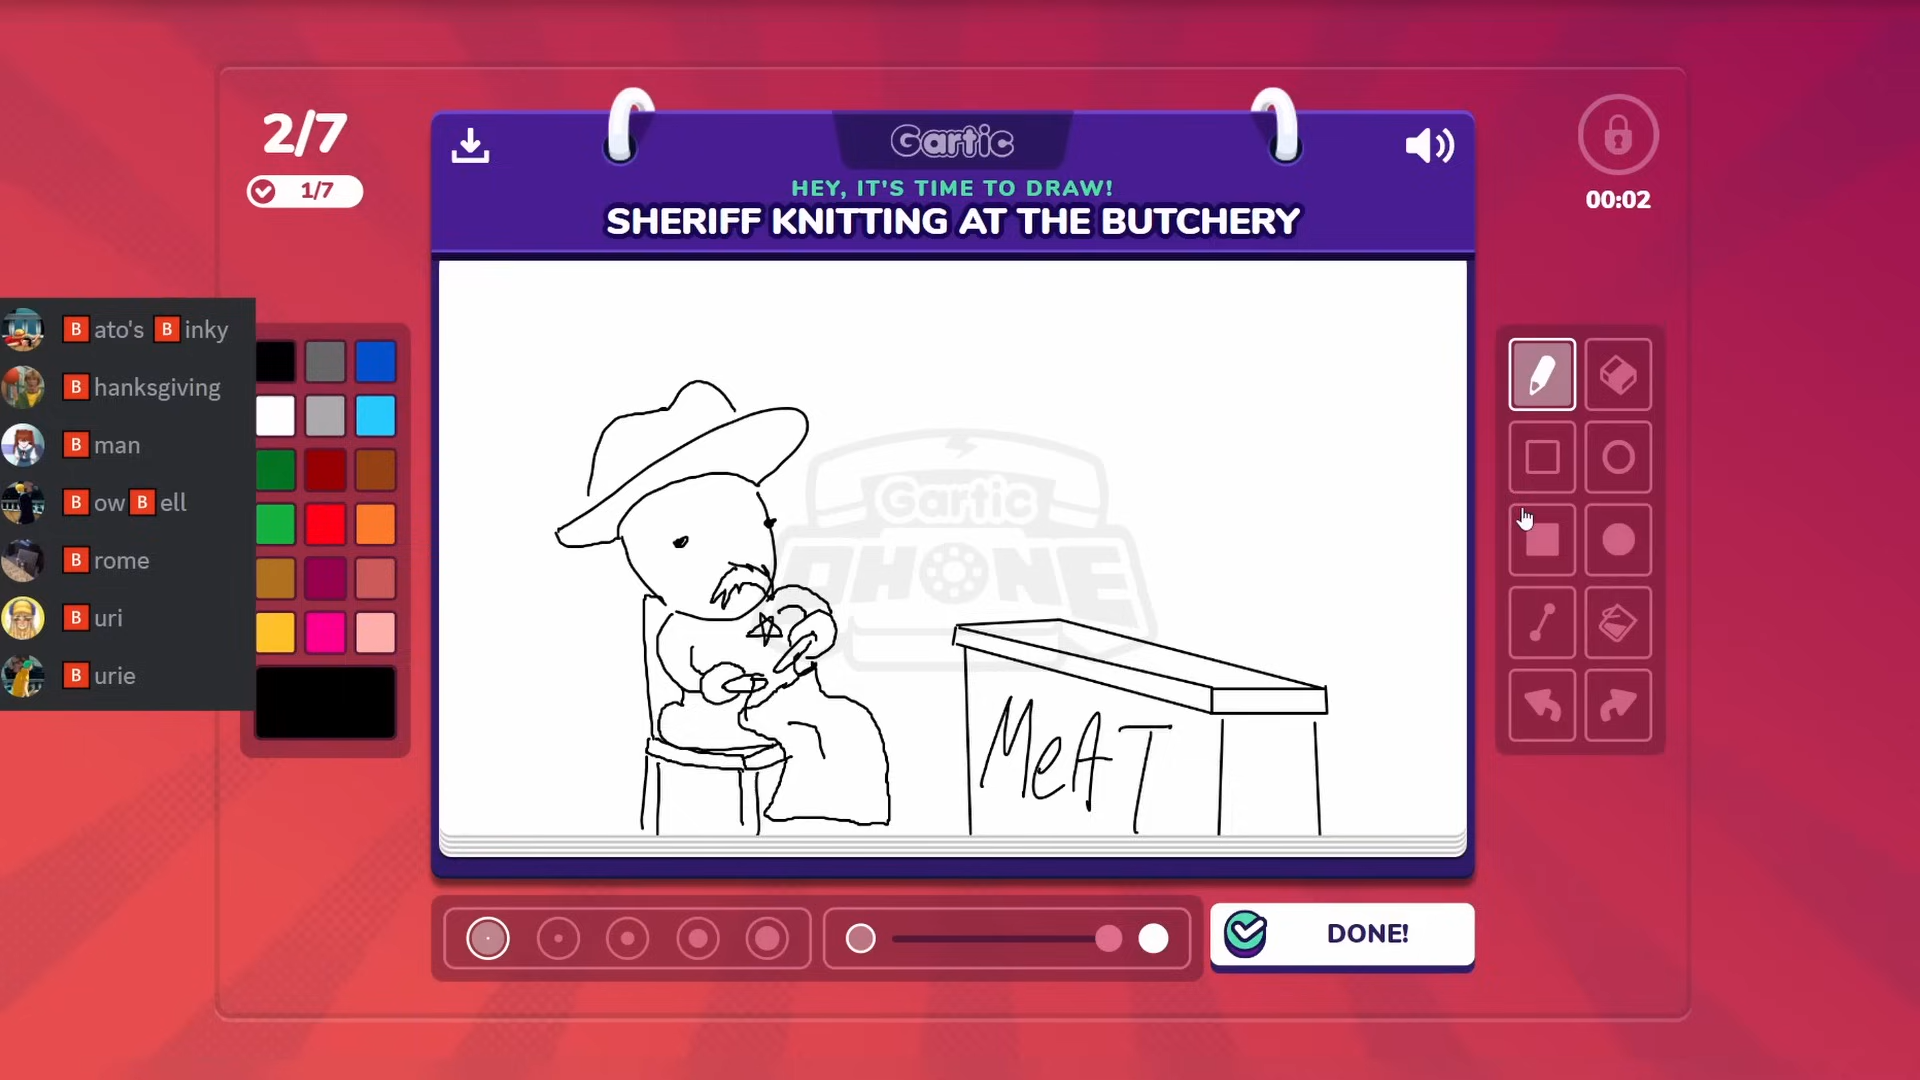 2/7
1/7
Gartic
HEY, IT'S TIME TO DRAW!
SHERIFF KNITTING AT THE BUTCHERY
00:02
B ato's B inky
B hanksgiving
B man
B ow B ell
B rome
B uri
B urie
Gartic
PHONE
MeAT
DONE!